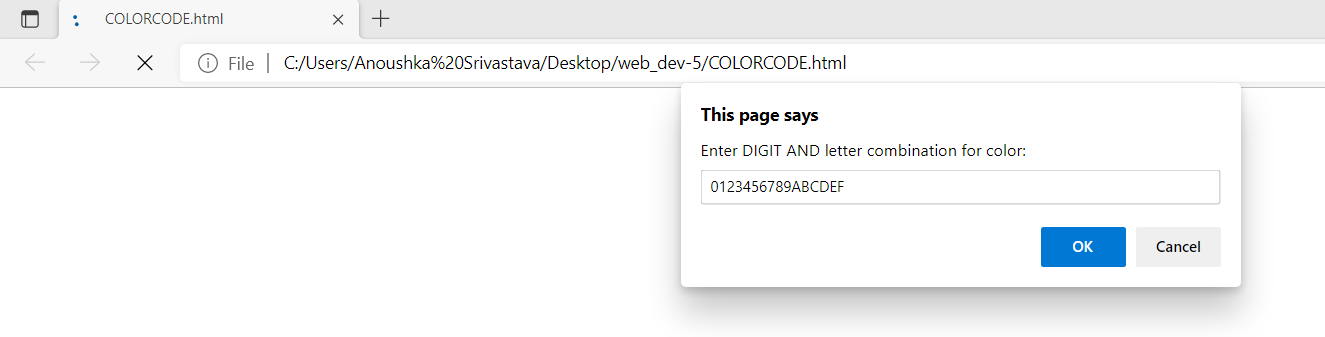 COLORCODE.html
File C:/Users/Anoushka%20Srivastava/Desktop/web_dev-5/COLORCODE.html
This page says
Enter DIGIT AND letter combination for color:
0123456789ABCDEF
OK Cancel